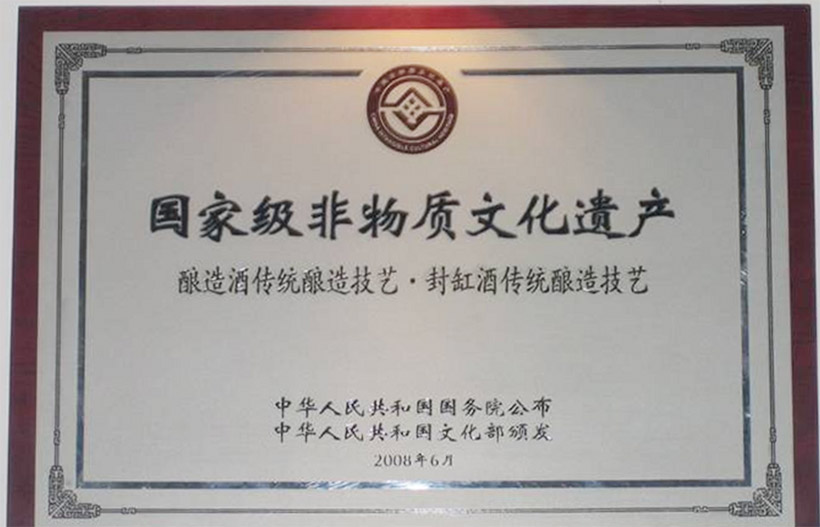 国家级非物质文化遗产
酿造酒传统酿造技艺·封缸酒传统酿造技艺
中华人民共和国国务院公布
中华人民共和国文化部颁发
2008年6月